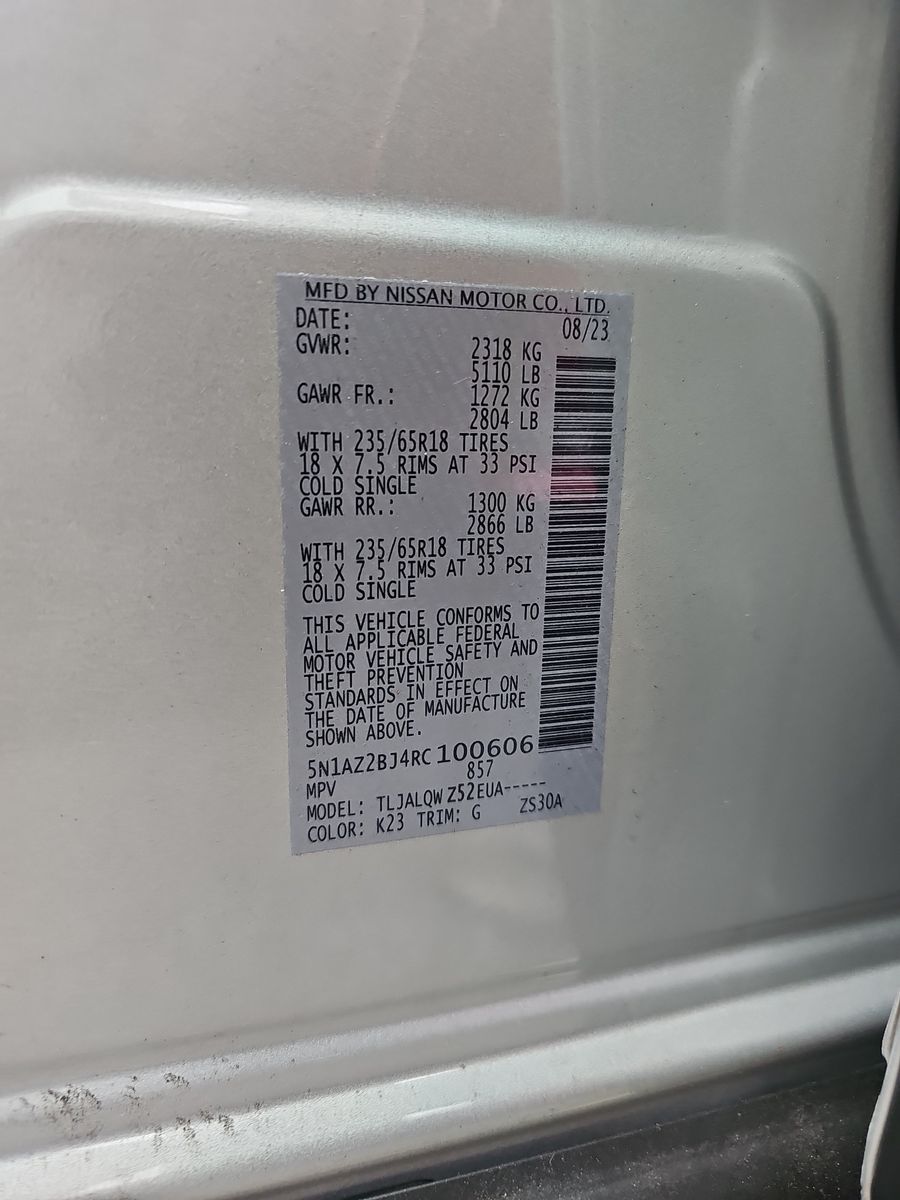 MFD BY NISSAN MOTOR CO., LTD.
DATE: 08/23
GVWR: 2318 KG
5110 LB
GAWR FR.: 1272 KG
2804 LB
WITH 235/65R18 TIRES
18 X 7.5 RIMS AT 33 PSI
COLD SINGLE
GAWR RR.: 1300 KG
2866 LB
WITH 235/65R18 TIRES
18 X 7.5 RIMS AT 33 PSI
COLD SINGLE
THIS VEHICLE CONFORMS TO
ALL APPLICABLE FEDERAL
MOTOR VEHICLE SAFETY AND
THEFT PREVENTION
STANDARDS IN EFFECT ON
THE DATE OF MANUFACTURE
SHOWN ABOVE.
5N1AZ2BJ4RC100606
MPV 857
MODEL: TLJALQWZ52EUA-----
COLOR: K23 TRIM: G ZS30A